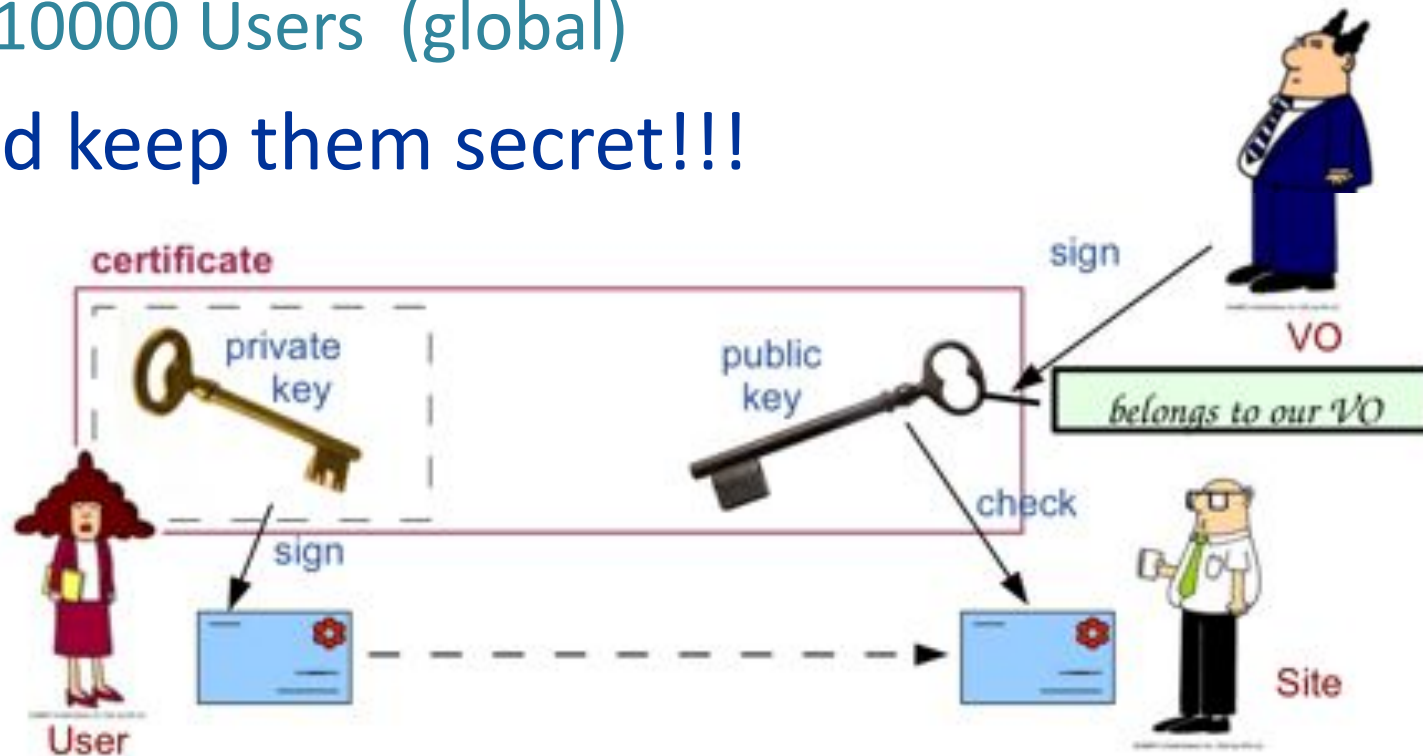 10000 Users (global)
d keep them secret!!!
certificate
sign
private
key
public
key
VO
belongs to our VO
check
sign
Site
User